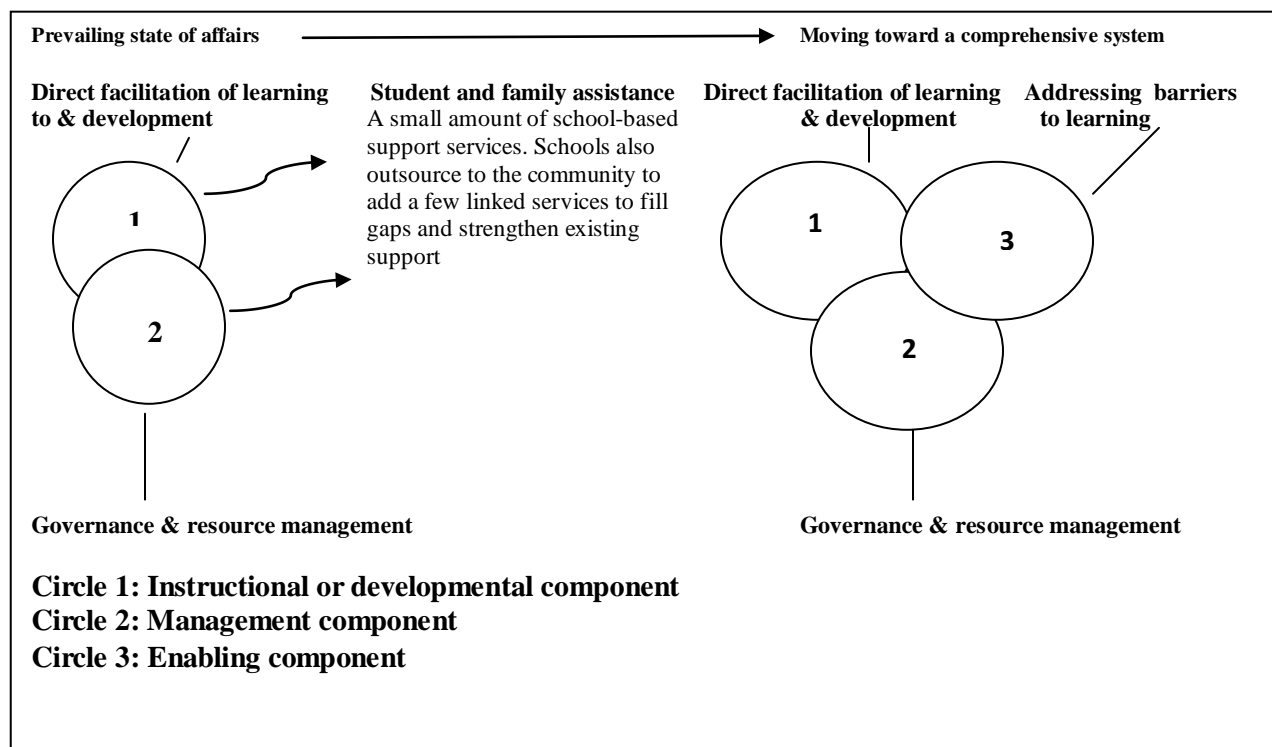 Prevailing state of affairs
Moving toward a comprehensive system
Direct facilitation of learning
to & development
Student and family assistance
A small amount of school-based
support services. Schools also
outsource to the community to
add a few linked services to fill
gaps and strengthen existing
support
Direct facilitation of learning
& development
Addressing barriers
to learning
1
2
1
3
2
Governance & resource management
Governance & resource management
Circle 1: Instructional or developmental component
Circle 2: Management component
Circle 3: Enabling component